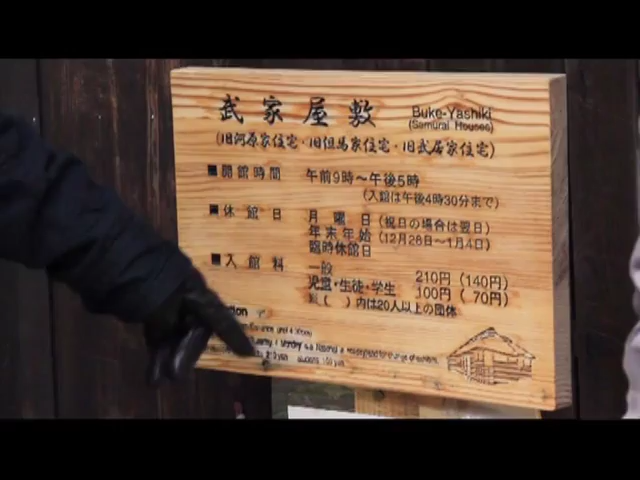 武家屋敷 Buke-Yashiki
(Samurai Houses)
(旧河原家住宅・旧但馬家住宅・旧武居家住宅)
■開館時間 午前9時～午後5時
(入館は午後4時30分まで)
■休館日 月曜日(祝日の場合は翌日)
年末年始(12月28日～1月4日)
臨時休館日
■入館料 一般 210円(140円)
児童・生徒・学生 100円(70円)
( )内は20人以上の団体